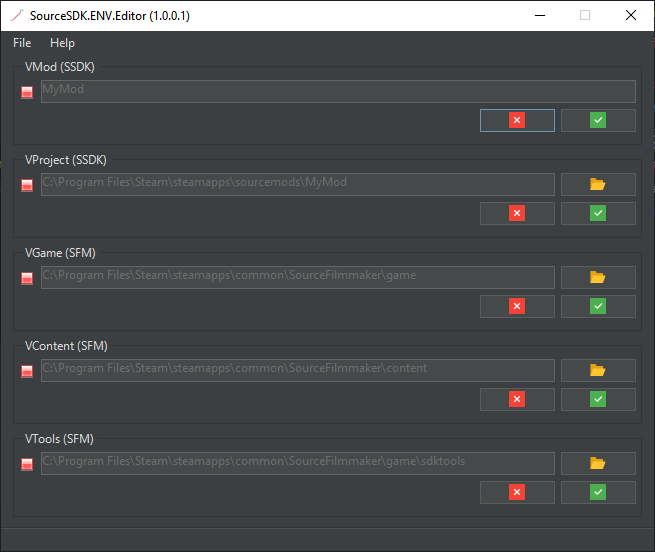 SourceSDK.ENV.Editor (1.0.0.1)
File Help
VMod (SSDK)
MyMod
VProject (SSDK)
C:\Program Files\Steam\steamapps\sourcemods\MyMod
VGame (SFM)
C:\Program Files\Steam\steamapps\common\SourceFilmmaker\game
VContent (SFM)
C:\Program Files\Steam\steamapps\common\SourceFilmmaker\content
VTools (SFM)
C:\Program Files\Steam\steamapps\common\SourceFilmmaker\game\sdktools